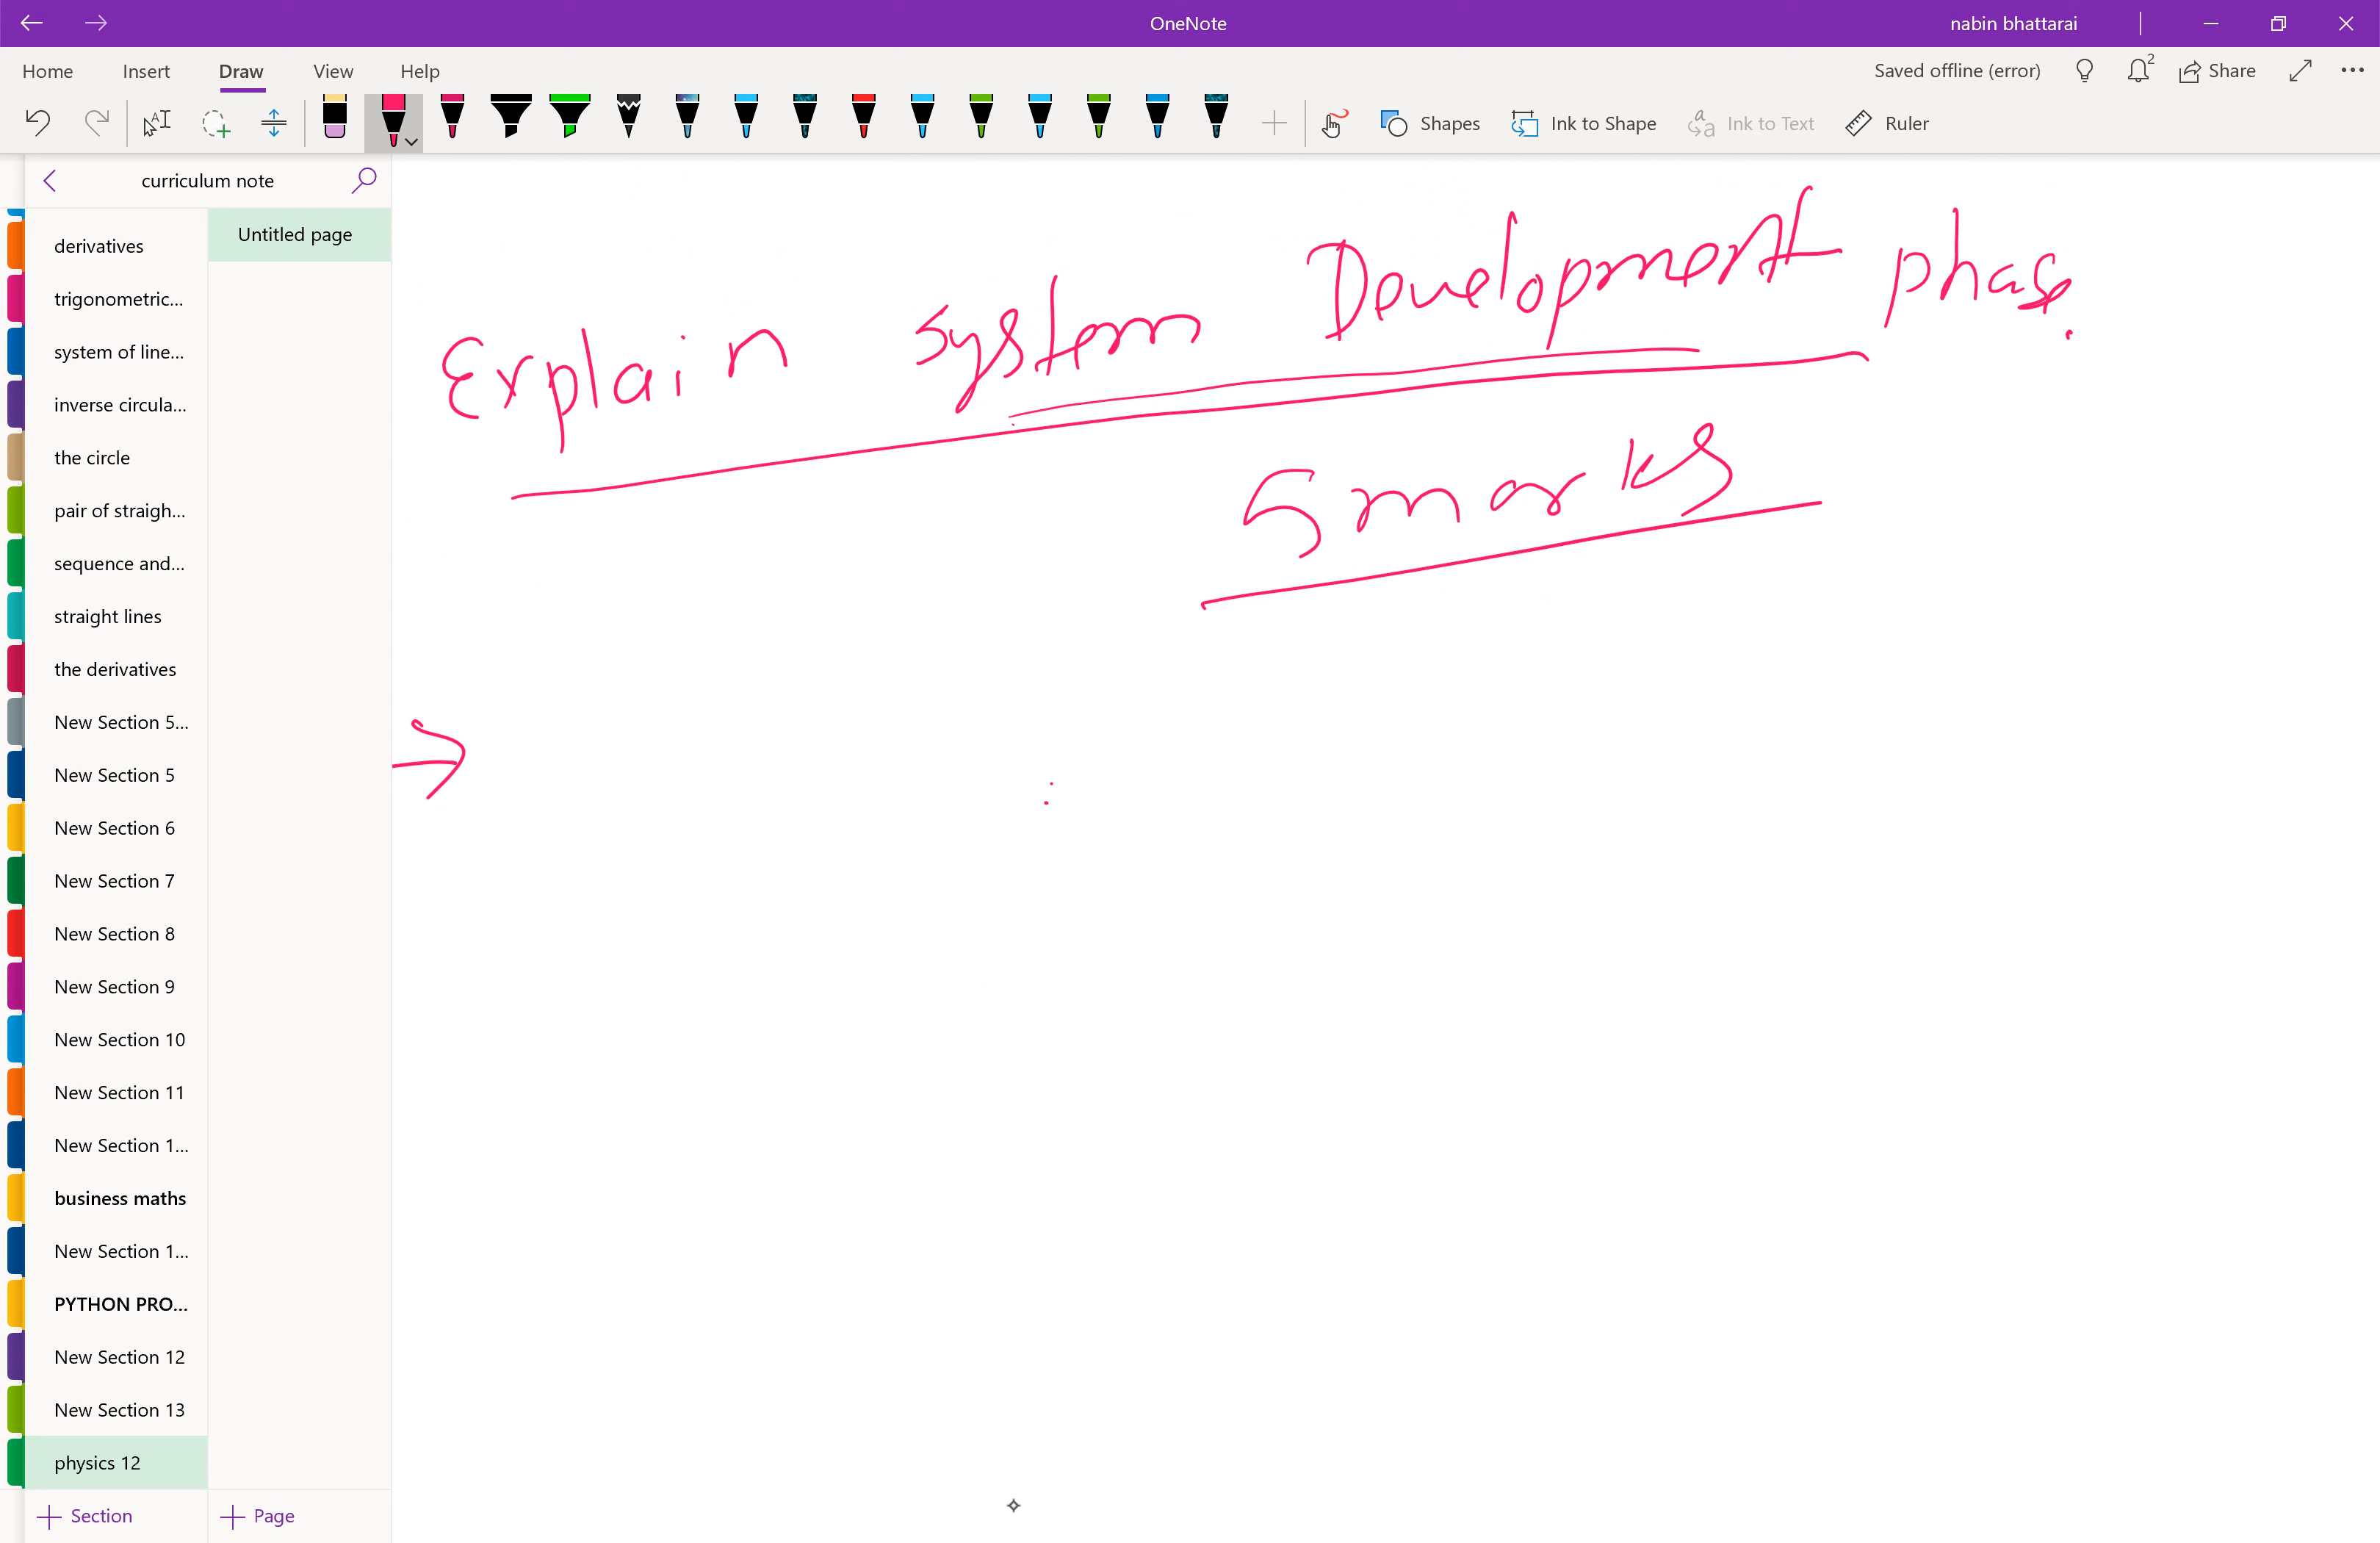 OneNote
nabin bhattarai
Home Insert Draw View Help
Saved offline (error) 2 Share
Shapes Ink to Shape Ink to Text Ruler
curriculum note
Untitled page
derivatives
trigonometric...
system of line...
inverse circula...
the circle
pair of straigh...
sequence and...
straight lines
the derivatives
New Section 5...
New Section 5
New Section 6
New Section 7
New Section 8
New Section 9
New Section 10
New Section 11
New Section 1...
business maths
New Section 1...
PYTHON PRO...
New Section 12
New Section 13
physics 12
Section
Page
Explain system Development phase.
5 marks